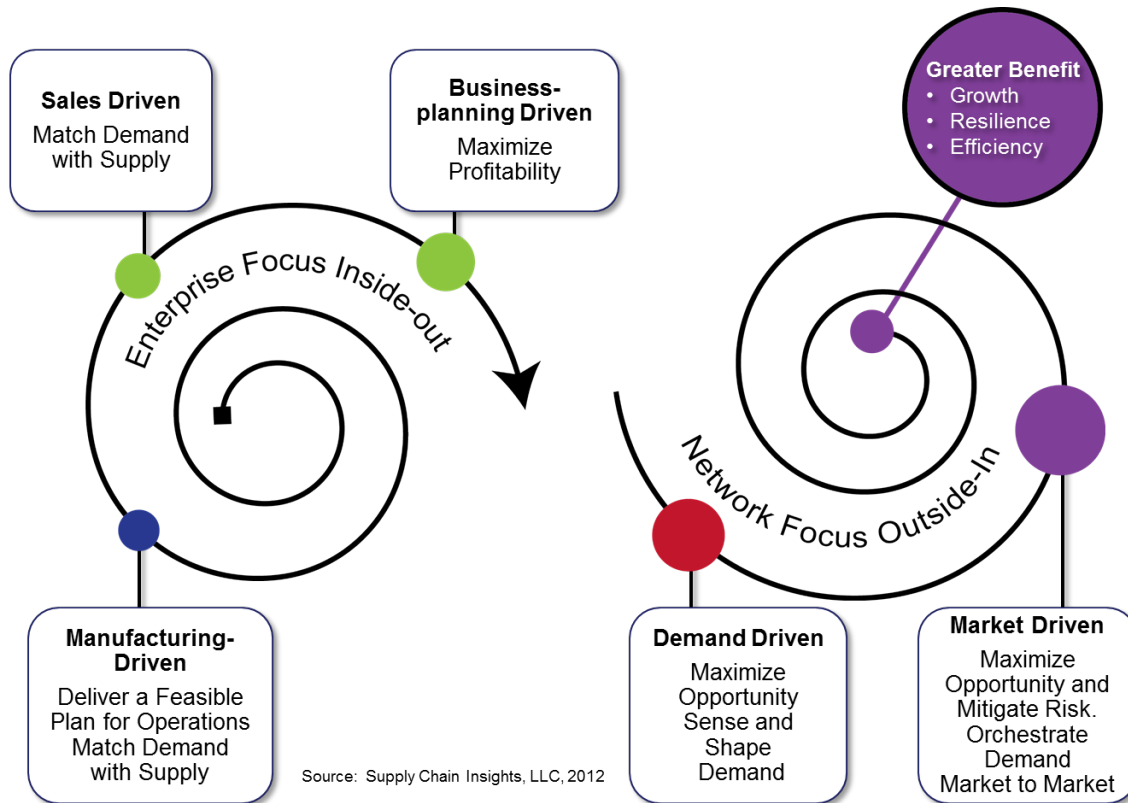 Sales Driven
Match Demand
with Supply
Business-
planning Driven
Maximize
Profitability
Greater Benefit
• Growth
• Resilience
• Efficiency
Enterprise Focus Inside-out
Network Focus Outside-In
Manufacturing-
Driven
Deliver a Feasible
Plan for Operations
Match Demand
with Supply
Demand Driven
Maximize
Opportunity
Sense and
Shape
Demand
Market Driven
Maximize
Opportunity and
Mitigate Risk.
Orchestrate
Demand
Market to Market
Source: Supply Chain Insights, LLC, 2012